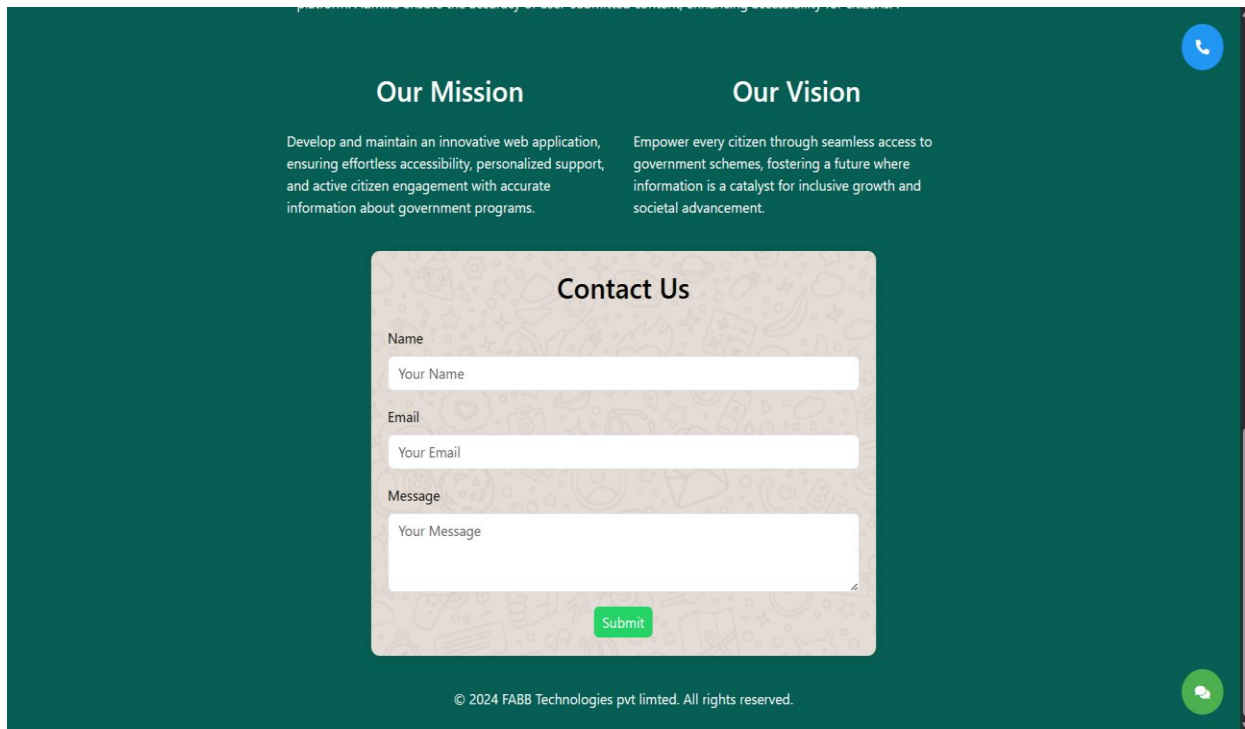 Our Mission
Develop and maintain an innovative web application,
ensuring effortless accessibility, personalized support,
and active citizen engagement with accurate
information about government programs.
Our Vision
Empower every citizen through seamless access to
government schemes, fostering a future where
information is a catalyst for inclusive growth and
societal advancement.
Contact Us
Name
Your Name
Email
Your Email
Message
Your Message
Submit
© 2024 FABB Technologies pvt limted. All rights reserved.